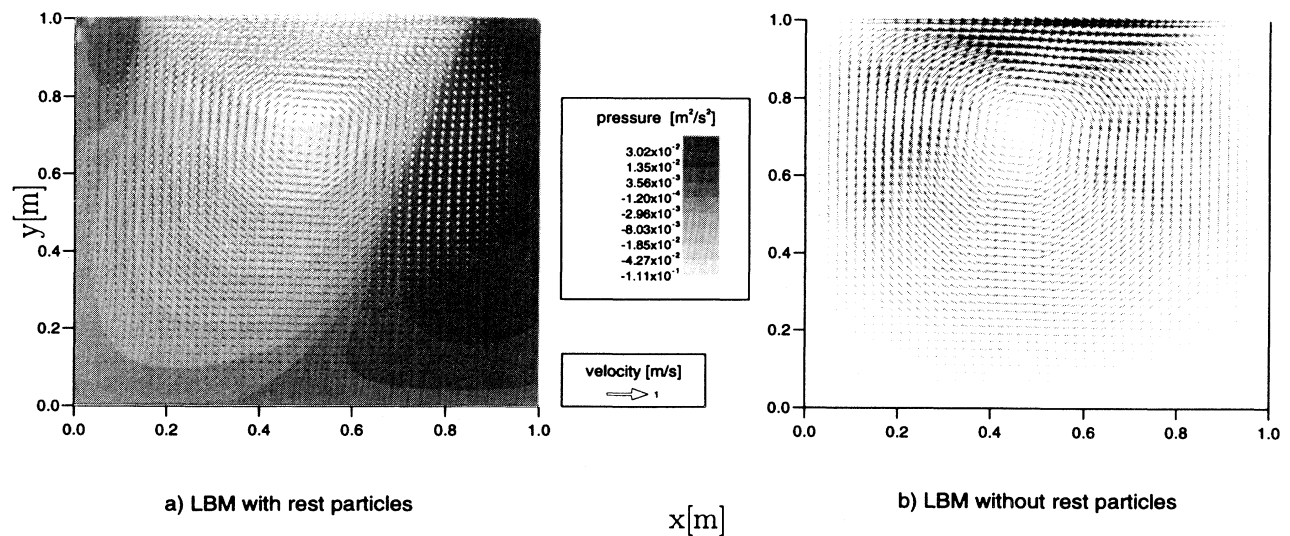 1.0
0.8
0.6
0.4
0.2
0.0
y[m]
0.0 0.2 0.4 0.6 0.8 1.0
a) LBM with rest particles
pressure [m²/s²]
3.02x10⁻²
1.35x10⁻²
3.56x10⁻³
-1.20x10⁻⁴
-2.96x10⁻³
-8.03x10⁻³
-1.85x10⁻²
-4.27x10⁻²
-1.11x10⁻¹
velocity [m/s]
1
x[m]
1.0
0.8
0.6
0.4
0.2
0.0
0.0 0.2 0.4 0.6 0.8 1.0
b) LBM without rest particles